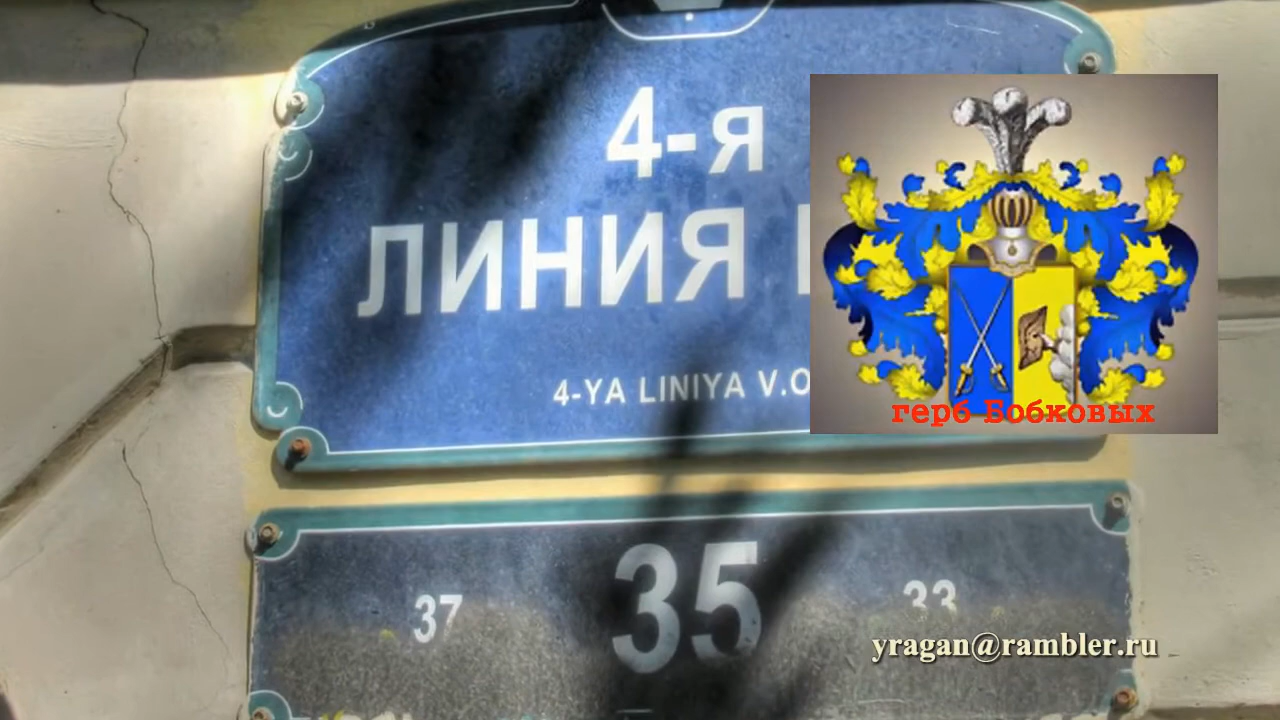 4-я
ЛИНИЯ
4-YA LINIYA V.O
герб Бобковых
37 35 33
yragan@rambler.ru